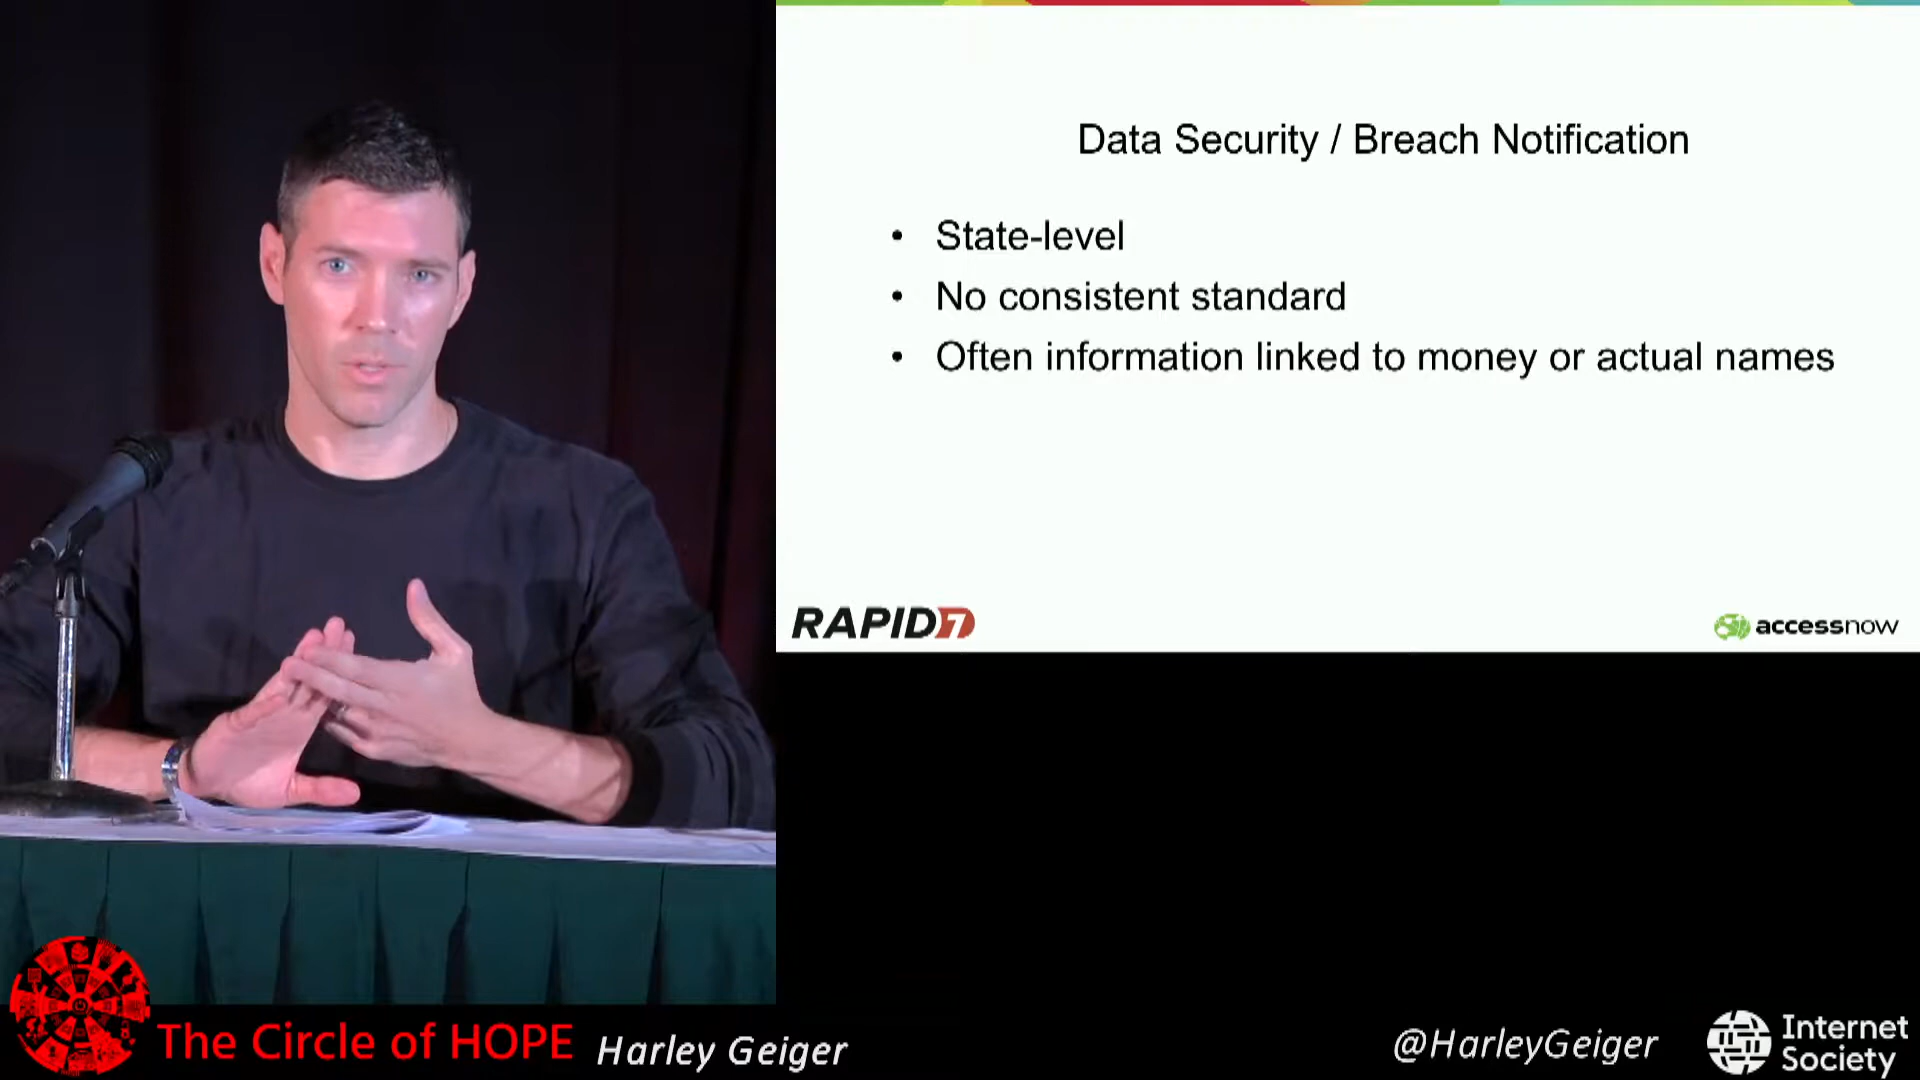 Data Security / Breach Notification
• State-level
• No consistent standard
• Often information linked to money or actual names
RAPID7
accessnow
The Circle of HOPE
Harley Geiger
@HarleyGeiger
Internet
Society